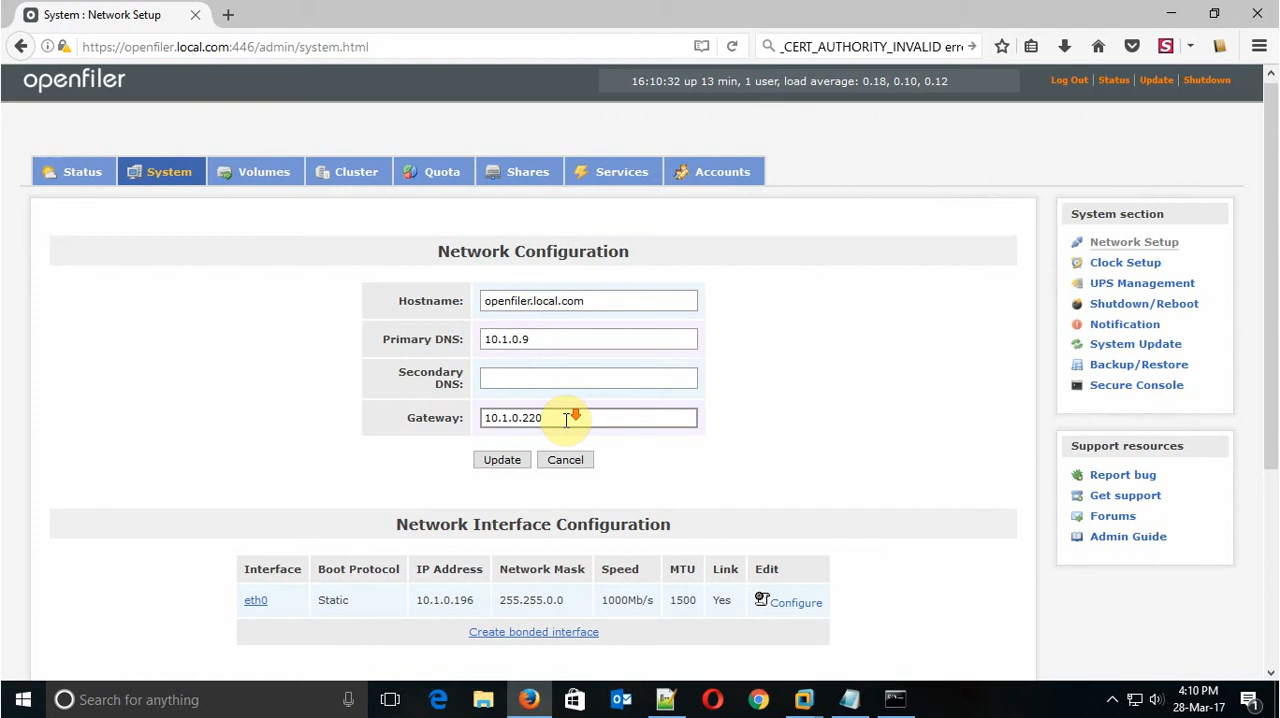 System : Network Setup
https://openfiler.local.com:446/admin/system.html
_CERT_AUTHORITY_INVALID erre
openfiler
16:10:32 up 13 min, 1 user, load average: 0.18, 0.10, 0.12
Log Out | Status | Update | Shutdown
Status
System
Volumes
Cluster
Quota
Shares
Services
Accounts
Network Configuration
Hostname: openfiler.local.com
Primary DNS: 10.1.0.9
Secondary
DNS:
Gateway: 10.1.0.220
Update Cancel
Network Interface Configuration
Interface Boot Protocol IP Address Network Mask Speed MTU Link Edit
eth0 Static 10.1.0.196 255.255.0.0 1000Mb/s 1500 Yes Configure
Create bonded interface
System section
Network Setup
Clock Setup
UPS Management
Shutdown/Reboot
Notification
System Update
Backup/Restore
Secure Console
Support resources
Report bug
Get support
Forums
Admin Guide
Search for anything
4:10 PM
28-Mar-17